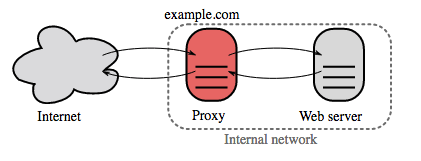 example.com
Internet
Proxy
Web server
Internal network